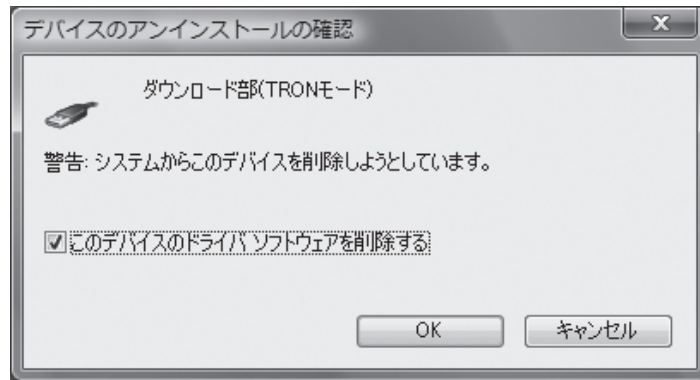 デバイスのアンインストールの確認
ダウンロード部(TRONモード)
警告: システムからこのデバイスを削除しようとしています。
このデバイスのドライバ ソフトウェアを削除する
OK
キャンセル